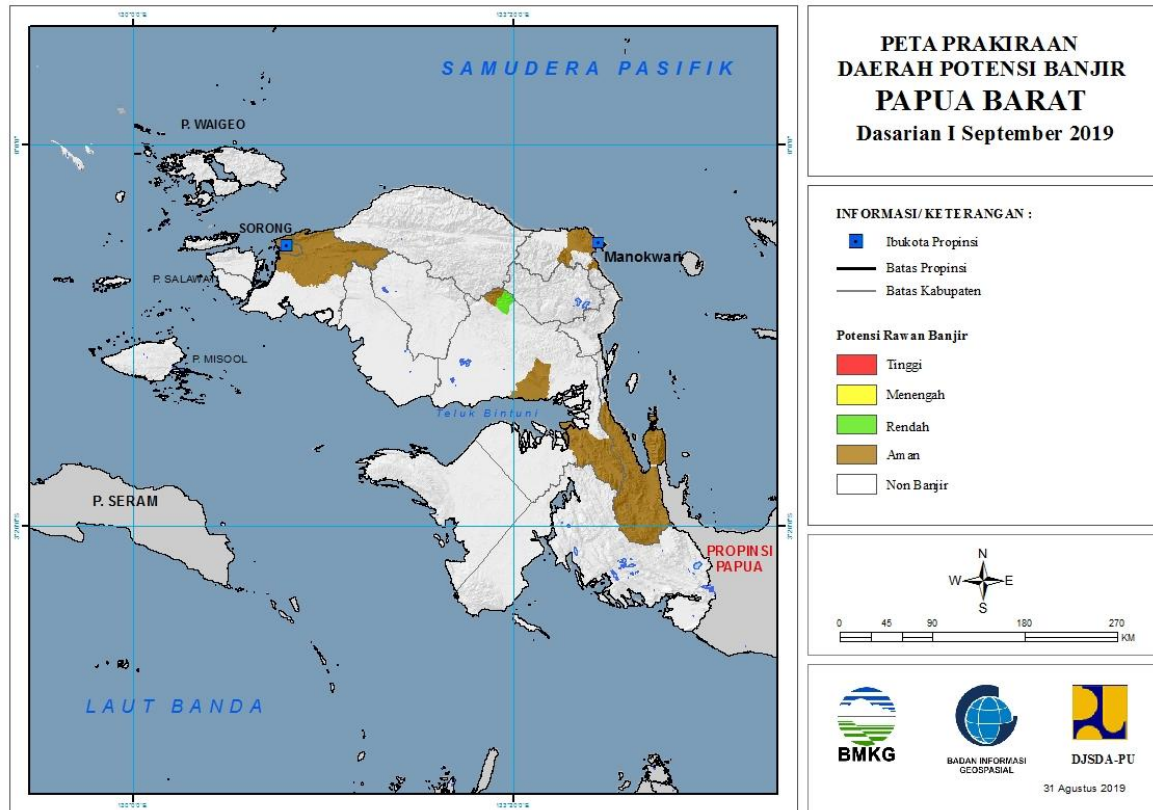 PETA PRAKIRAAN
DAERAH POTENSI BANJIR
PAPUA BARAT
Dasarian I September 2019
SAMUDERA PASIFIK
P. WAIGEO
SORONG
Manokwari
P. SALAWATI
P. MISOOL
Teluk Bintuni
P. SERAM
PROPINSI
PAPUA
LAUT BANDA
INFORMASI/ KETERANGAN :
Ibukota Propinsi
Batas Propinsi
Batas Kabupaten
Potensi Rawan Banjir
Tinggi
Menengah
Rendah
Aman
Non Banjir
N
W
E
S
0 45 90 180 270
KM
BMKG
BADAN INFORMASI
GEOSPASIAL
DJSDA-PU
31 Agustus 2019